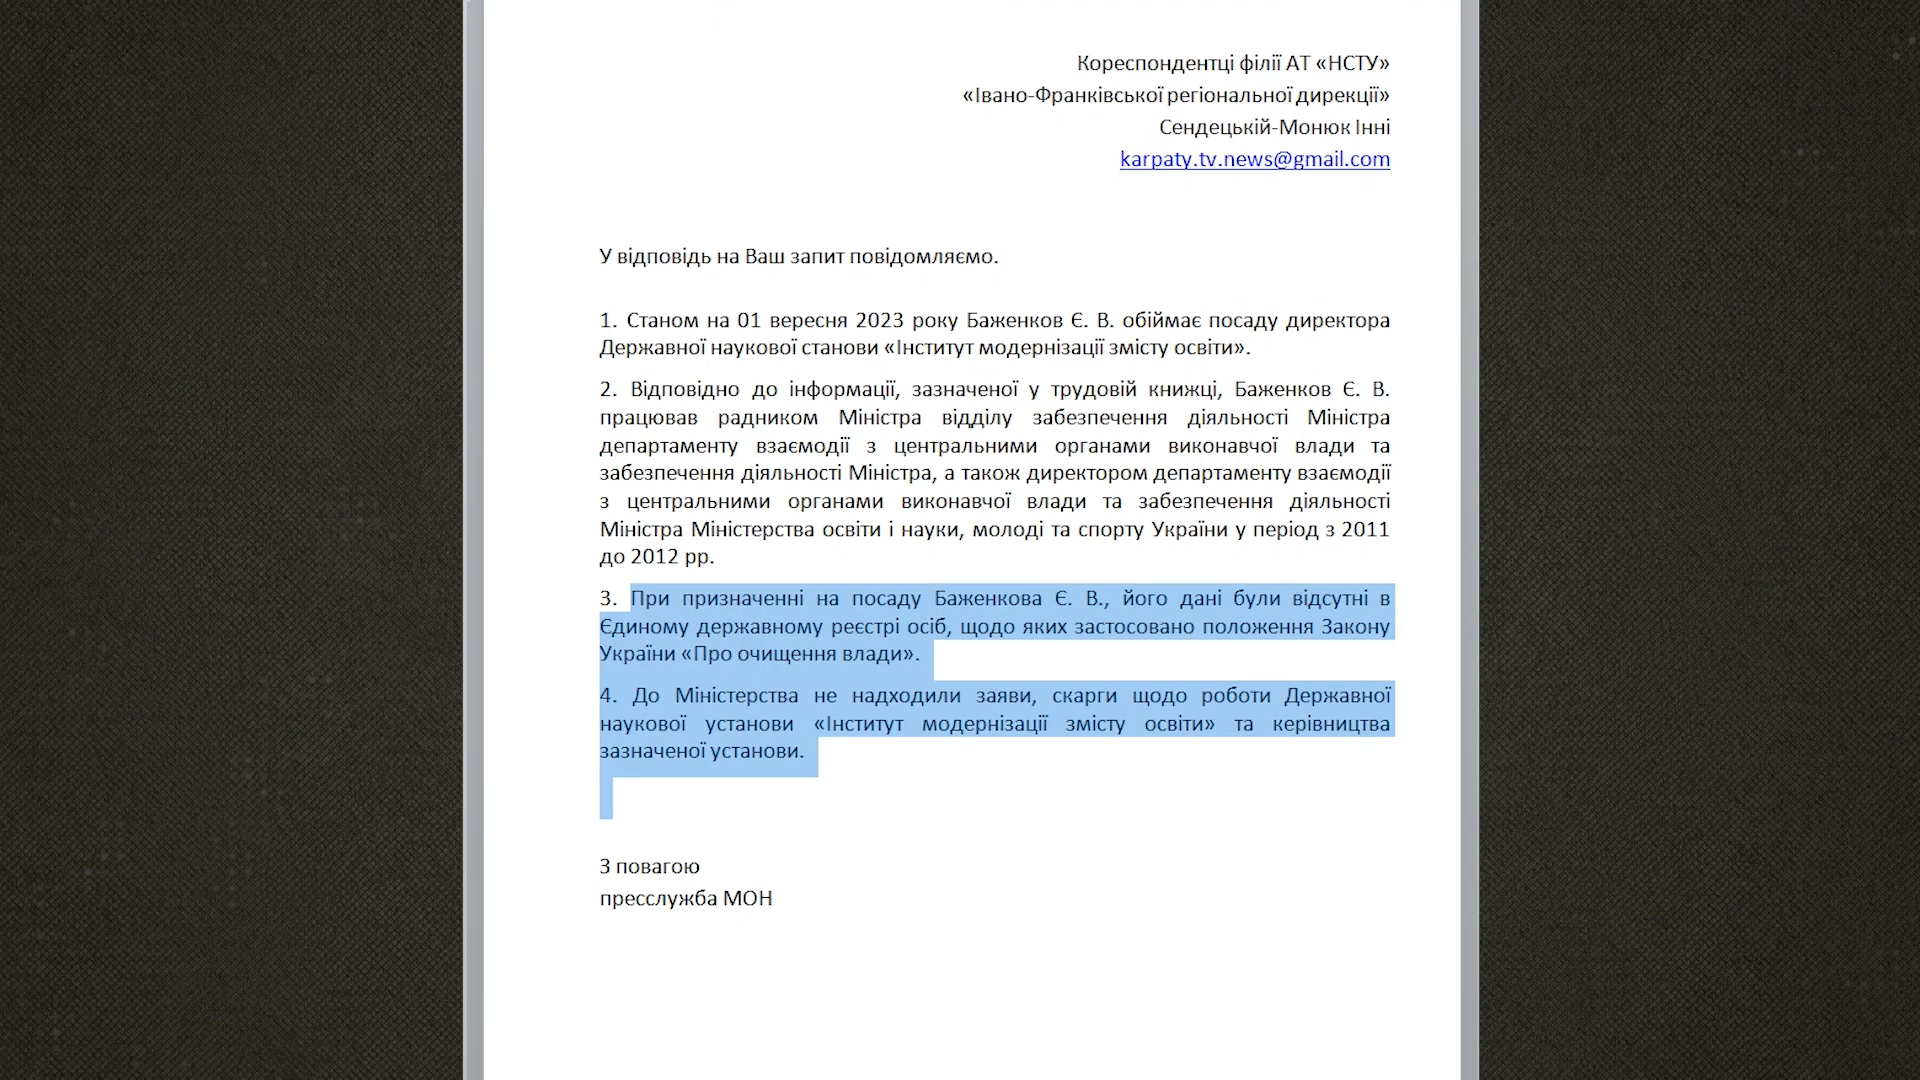 Кореспондентці філії АТ «НСТУ»
«Івано-Франківської регіональної дирекції»
Сендецькій-Монюк Інні
karpaty.tv.news@gmail.com
У відповідь на Ваш запит повідомляємо.
1. Станом на 01 вересня 2023 року Баженков Є. В. обіймає посаду директора
Державної наукової станови «Інститут модернізації змісту освіти».
2. Відповідно до інформації, зазначеної у трудовій книжці, Баженков Є. В.
працював радником Міністра відділу забезпечення діяльності Міністра
департаменту взаємодії з центральними органами виконавчої влади та
забезпечення діяльності Міністра, а також директором департаменту взаємодії
з центральними органами виконавчої влади та забезпечення діяльності
Міністра Міністерства освіти і науки, молоді та спорту України у період з 2011
до 2012 рр.
3. При призначенні на посаду Баженкова Є. В., його дані були відсутні в
Єдиному державному реєстрі осіб, щодо яких застосовано положення Закону
України «Про очищення влади».
4. До Міністерства не надходили заяви, скарги щодо роботи Державної
наукової установи «Інститут модернізації змісту освіти» та керівництва
зазначеної установи.
З повагою
пресслужба МОН